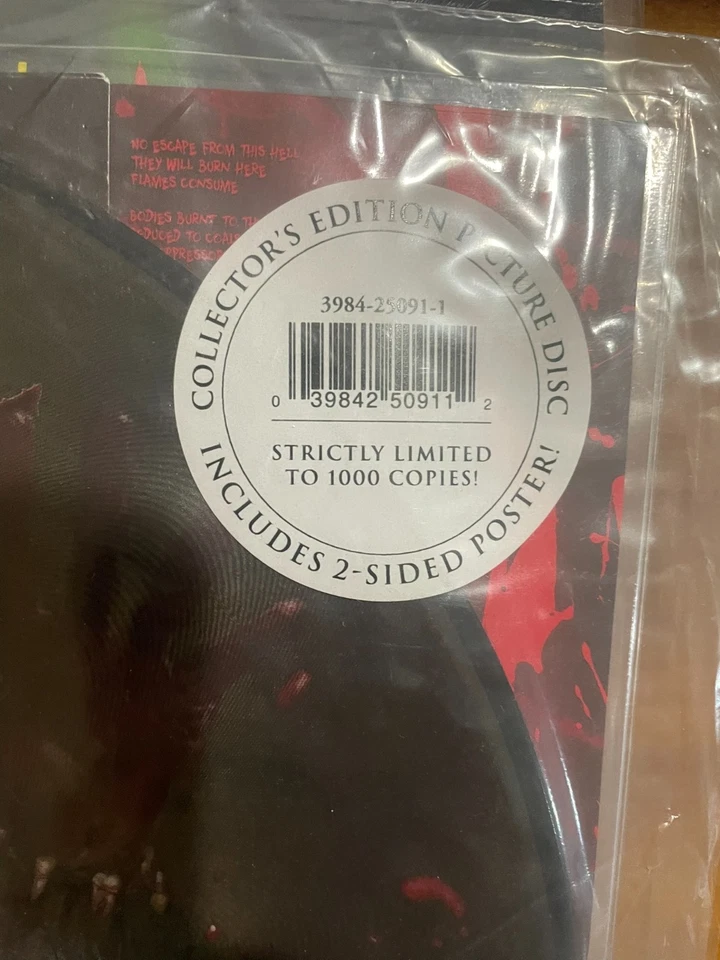 NO ESCAPE FROM THIS HELL
THEY WILL BURN HERE
FLAMES CONSUME
BODIES BURNT TO
TO
COLLECTOR'S EDITION PICTURE DISC
3984-25091-1
0 39842 50911 2
STRICTLY LIMITED
TO 1000 COPIES!
INCLUDES 2-SIDED POSTER!